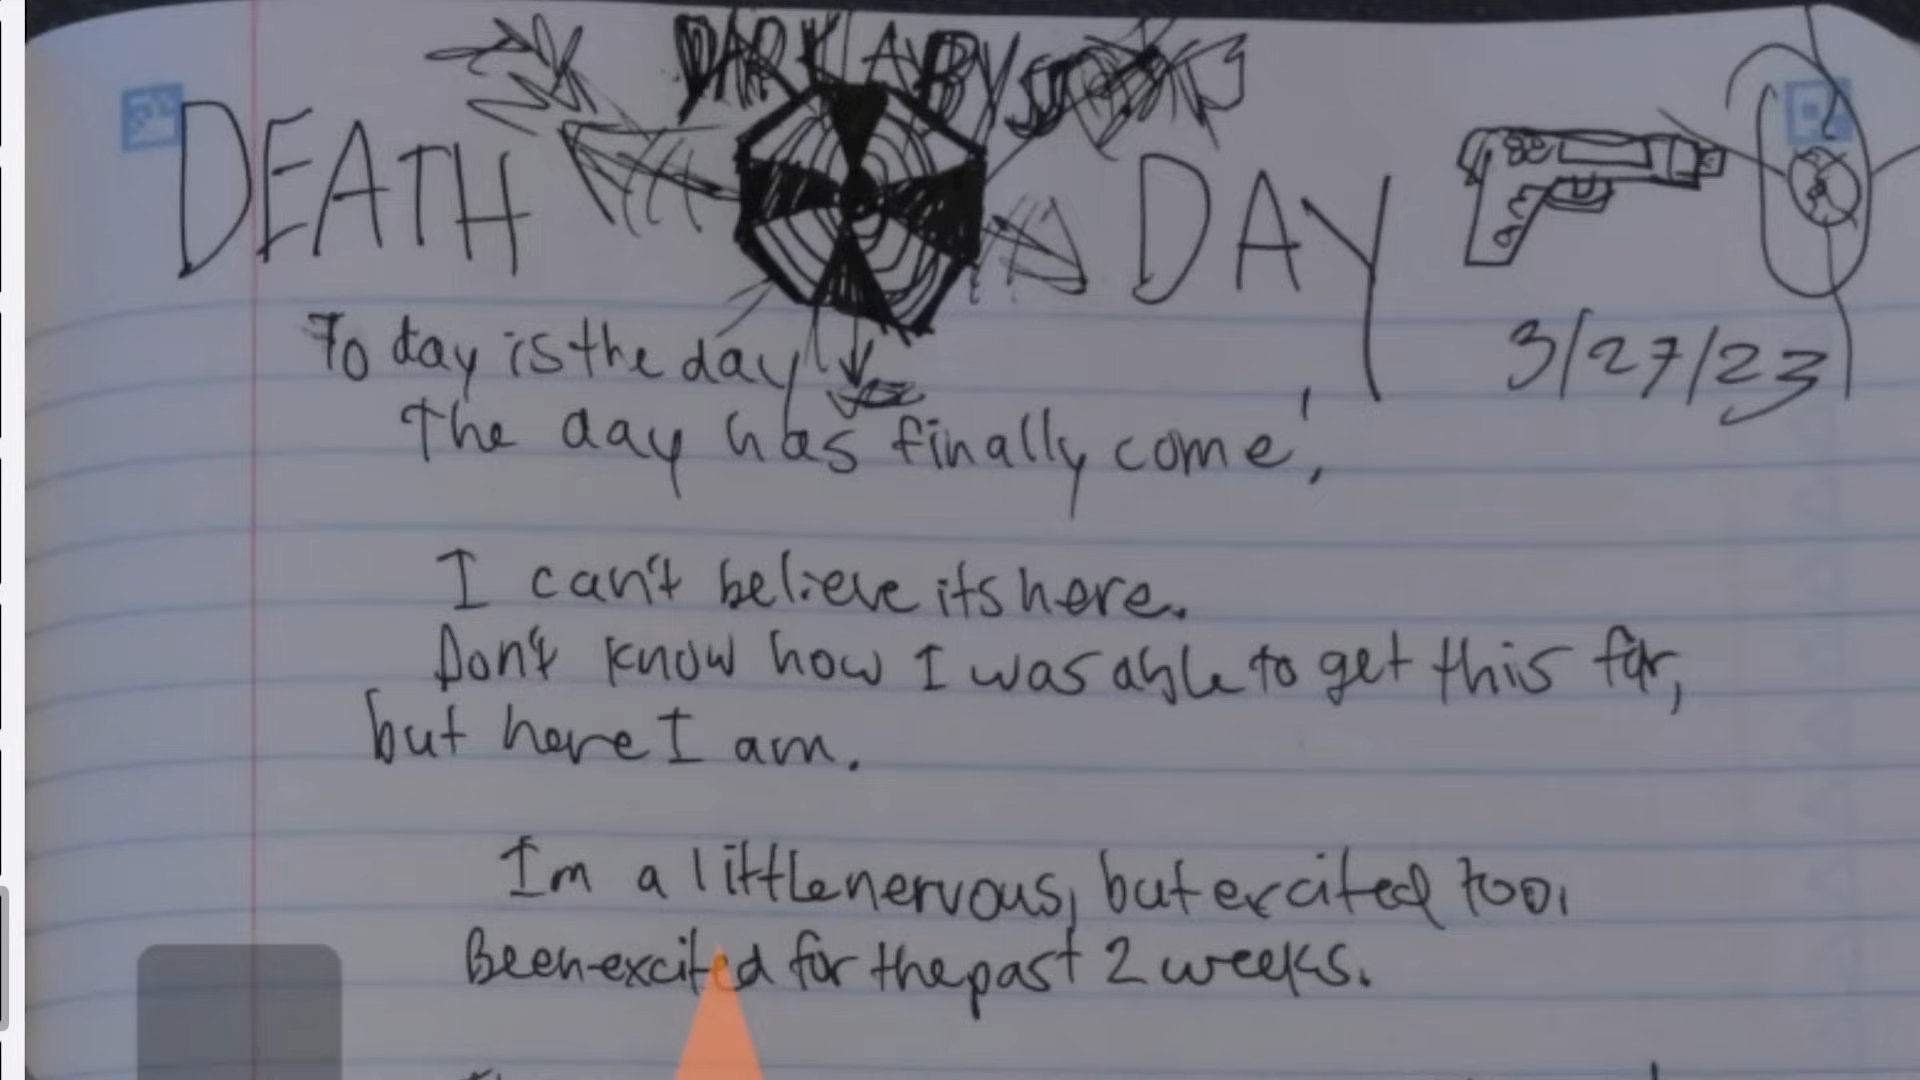 DARK ABYSS
DEATH DAY
3/27/23
To day is the day
The day has finally come!
I can't believe its here.
Don't know how I was able to get this far,
but here I am.
I'm a little nervous, but excited too.
Been excited for the past 2 weeks.